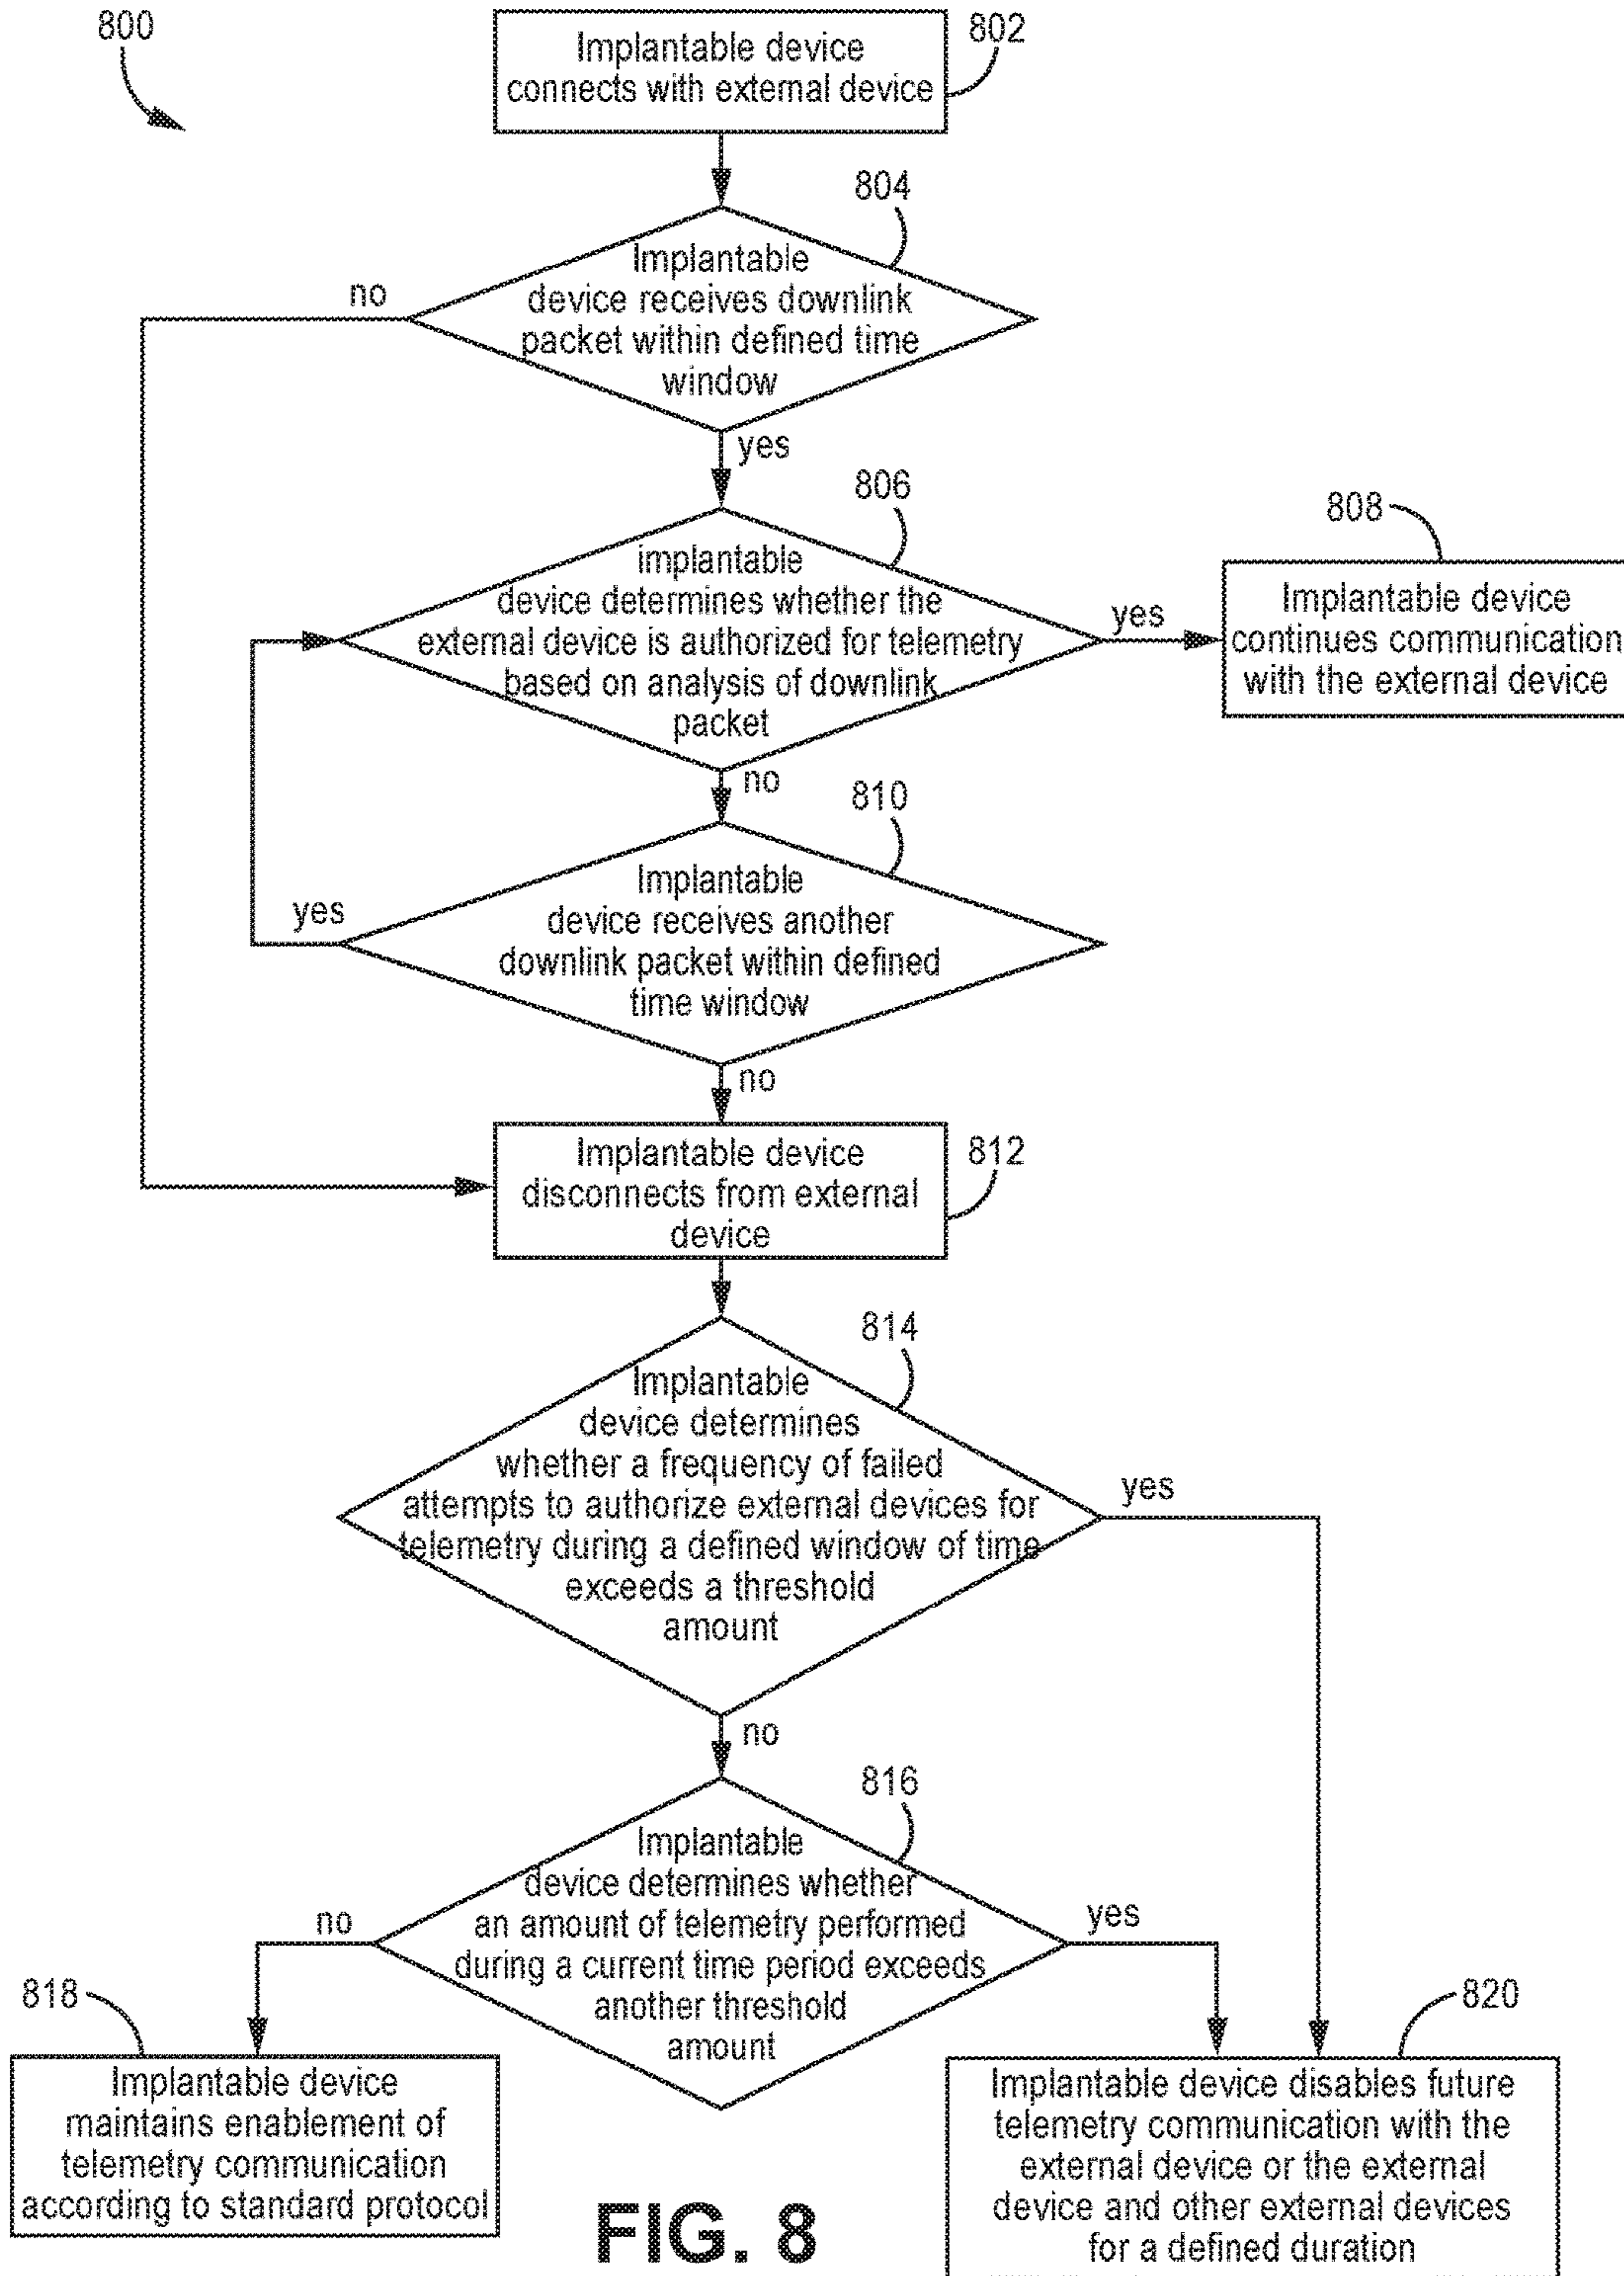 800
Implantable device
connects with external device
802
804
Implantable
device receives downlink
packet within defined time
window
no
yes
806
implantable
device determines whether the
external device is authorized for telemetry
based on analysis of downlink
packet
yes
808
Implantable device
continues communication
with the external device
no
810
Implantable
device receives another
downlink packet within defined
time window
yes
no
Implantable device
disconnects from external
device
812
814
Implantable
device determines
whether a frequency of failed
attempts to authorize external devices for
telemetry during a defined window of time
exceeds a threshold
amount
yes
no
816
Implantable
device determines whether
an amount of telemetry performed
during a current time period exceeds
another threshold
amount
no
yes
818
Implantable device
maintains enablement of
telemetry communication
according to standard protocol
820
Implantable device disables future
telemetry communication with the
external device or the external
device and other external devices
for a defined duration
FIG. 8